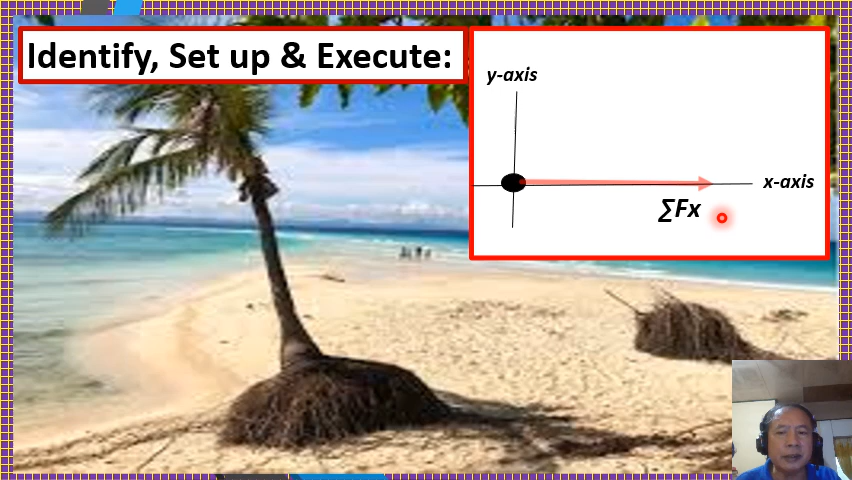 Identify, Set up & Execute:
y-axis
x-axis
∑Fx